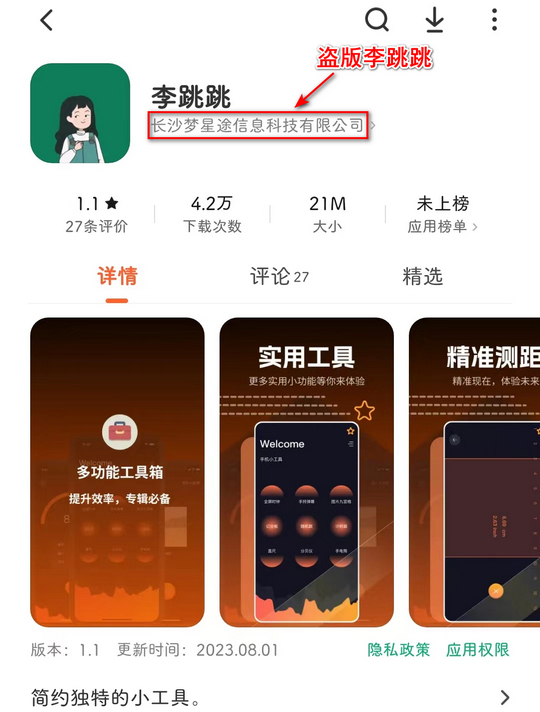 盗版李跳跳
李跳跳
长沙梦星途信息科技有限公司
1.1★ 4.2万 21M 未上榜
27条评价 下载次数 大小 应用榜单
详情 评论27 精选
多功能工具箱
提升效率，专辑必备
实用工具
更多实用小功能等你来体验
Welcome
手机小工具
精准测距
精准现在，体验未来
版本：1.1 更新时间：2023.08.01 隐私政策 应用权限
简约独特的小工具。